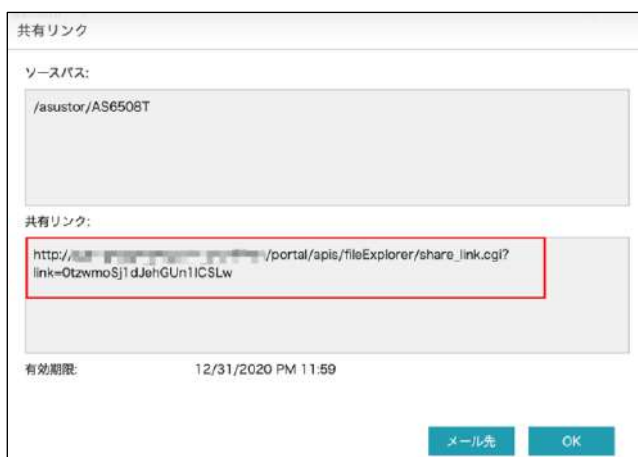 共有リンク
ソースパス:
/asustor/AS6508T
共有リンク:
http:// /portal/apis/fileExplorer/share_link.cgi?
link=0tzwmoSj1dJehGUn1ICSLw
有効期限: 12/31/2020 PM 11:59
メール先 OK